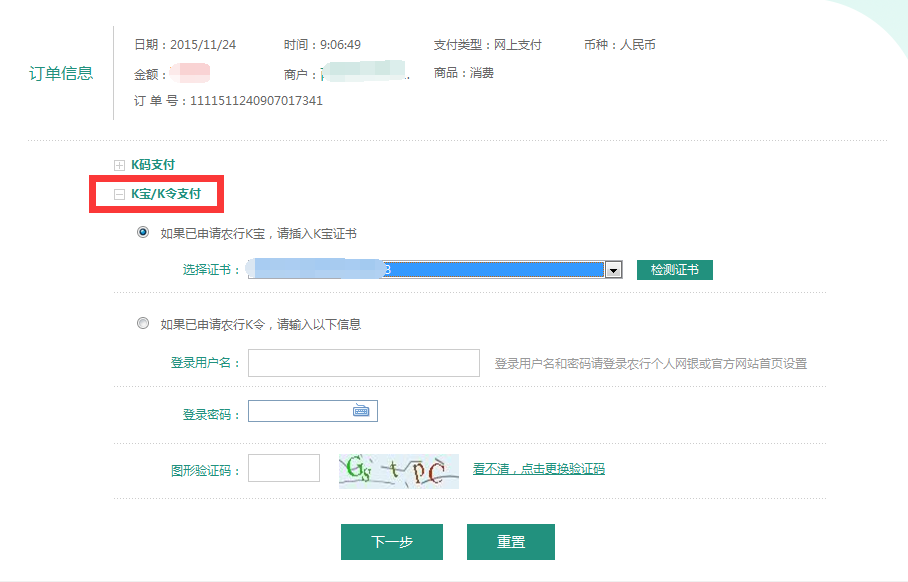 订单信息
日期：2015/11/24 时间：9:06:49 支付类型：网上支付 币种：人民币
金额： 商户： 商品：消费
订 单 号：1111511240907017341
K码支付
K宝/K令支付
如果已申请农行K宝，请插入K宝证书
选择证书： 检测证书
如果已申请农行K令，请输入以下信息
登录用户名： 登录用户名和密码请登录农行个人网银或官方网站首页设置
登录密码：
图形验证码： 看不清，点击更换验证码
下一步 重置